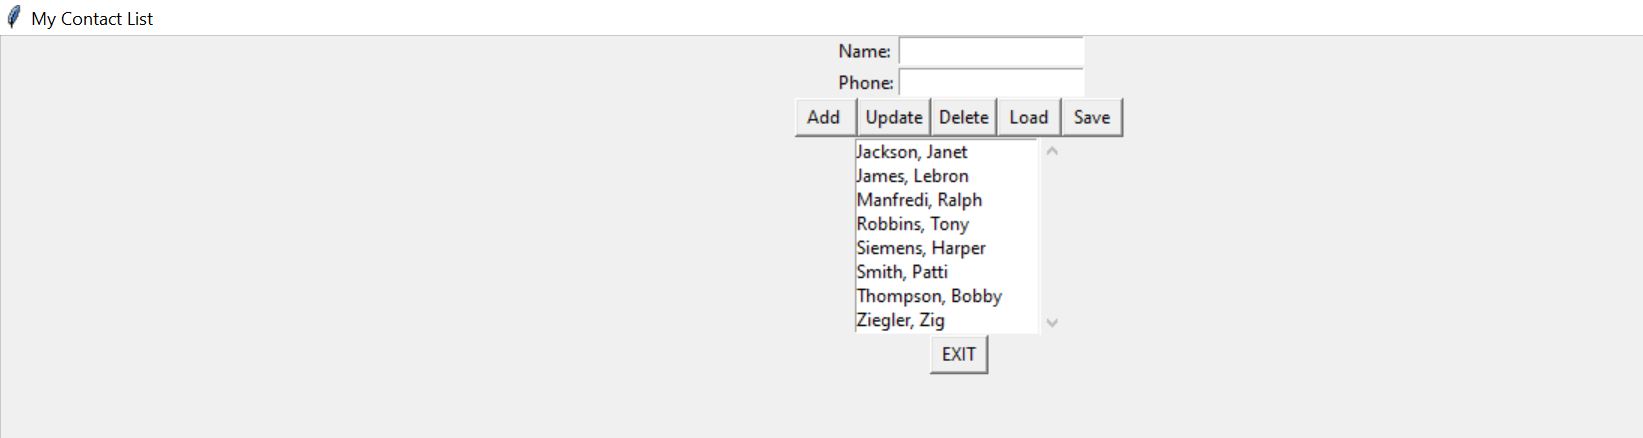 My Contact List
Name:
Phone:
Add Update Delete Load Save
Jackson, Janet
James, Lebron
Manfredi, Ralph
Robbins, Tony
Siemens, Harper
Smith, Patti
Thompson, Bobby
Ziegler, Zig
EXIT